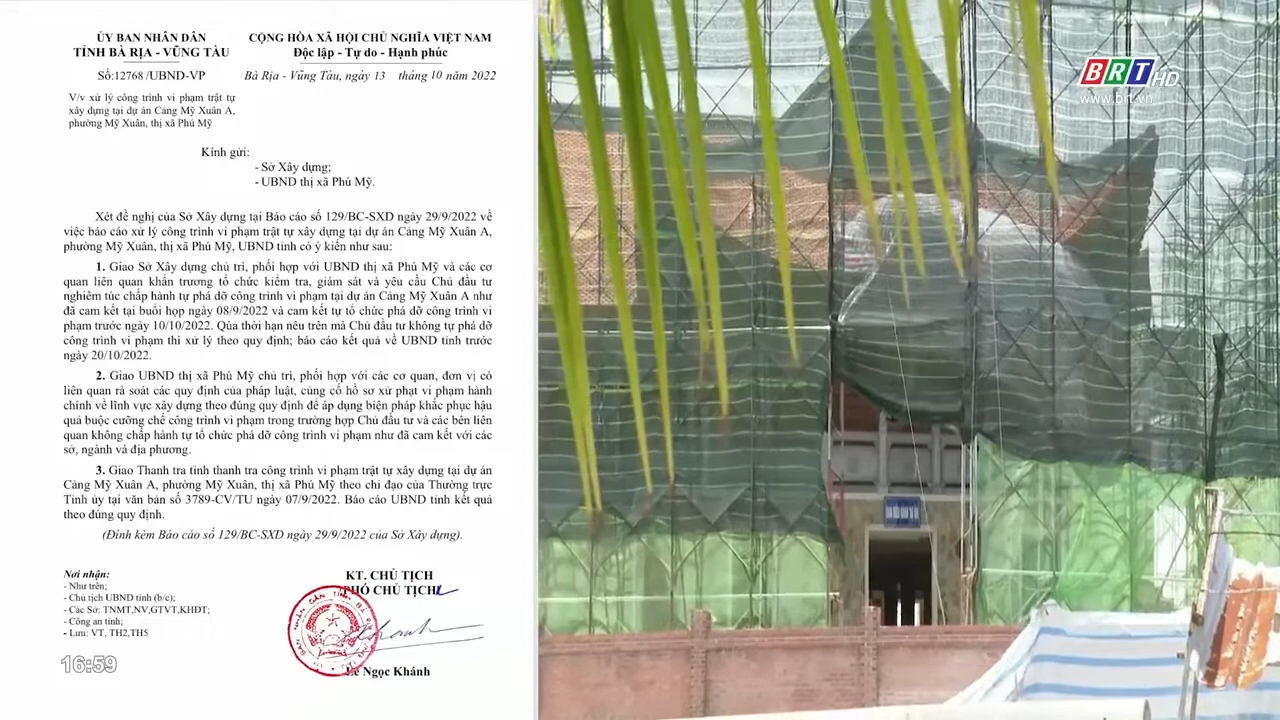 ỦY BAN NHÂN DÂN
TỈNH BÀ RỊA - VŨNG TÀU
CỘNG HÒA XÃ HỘI CHỦ NGHĨA VIỆT NAM
Độc lập - Tự do - Hạnh phúc
Số:12768 /UBND-VP
Bà Rịa - Vũng Tàu, ngày 13 tháng 10 năm 2022
V/v xử lý công trình vi phạm trật tự
xây dựng tại dự án Cảng Mỹ Xuân A,
phường Mỹ Xuân, thị xã Phú Mỹ
Kính gửi:
- Sở Xây dựng;
- UBND thị xã Phú Mỹ.
Xét đề nghị của Sở Xây dựng tại Báo cáo số 129/BC-SXD ngày 29/9/2022 về
việc báo cáo xử lý công trình vi phạm trật tự xây dựng tại dự án Cảng Mỹ Xuân A,
phường Mỹ Xuân, thị xã Phú Mỹ, UBND tỉnh có ý kiến như sau:
1. Giao Sở Xây dựng chủ trì, phối hợp với UBND thị xã Phú Mỹ và các cơ
quan liên quan khẩn trương tổ chức kiểm tra, giám sát và yêu cầu Chủ đầu tư
nghiêm túc chấp hành tự phá dỡ công trình vi phạm tại dự án Cảng Mỹ Xuân A như
đã cam kết tại buổi họp ngày 08/9/2022 và cam kết tự tổ chức phá dỡ công trình vi
phạm trước ngày 10/10/2022. Qúa thời hạn nêu trên mà Chủ đầu tư không tự phá dỡ
công trình vi phạm thì xử lý theo quy định; báo cáo kết quả về UBND tỉnh trước
ngày 20/10/2022.
2. Giao UBND thị xã Phú Mỹ chủ trì, phối hợp với các cơ quan, đơn vị có
liên quan rà soát các quy định của pháp luật, củng cố hồ sơ xử phạt vi phạm hành
chính về lĩnh vực xây dựng theo đúng quy định để áp dụng biện pháp khắc phục hậu
quả buộc cưỡng chế công trình vi phạm trong trường hợp Chủ đầu tư và các bên liên
quan không chấp hành tự tổ chức phá dỡ công trình vi phạm như đã cam kết với các
sở, ngành và địa phương.
3. Giao Thanh tra tỉnh thanh tra công trình vi phạm trật tự xây dựng tại dự án
Cảng Mỹ Xuân A, phường Mỹ Xuân, thị xã Phú Mỹ theo chỉ đạo của Thường trực
Tỉnh ủy tại văn bản số 3789-CV/TU ngày 07/9/2022. Báo cáo UBND tỉnh kết quả
theo đúng quy định.
(Đính kèm Báo cáo số 129/BC-SXD ngày 29/9/2022 của Sở Xây dựng).
Nơi nhận:
- Như trên;
- Chủ tịch UBND tỉnh (b/c);
- Các Sở: TNMT,NV,GTVT,KHĐT;
- Công an tỉnh;
- Lưu: VT, TH2,TH5
KT. CHỦ TỊCH
PHÓ CHỦ TỊCH
Lê Ngọc Khánh
16:59
BRT HD
www.brt.vn